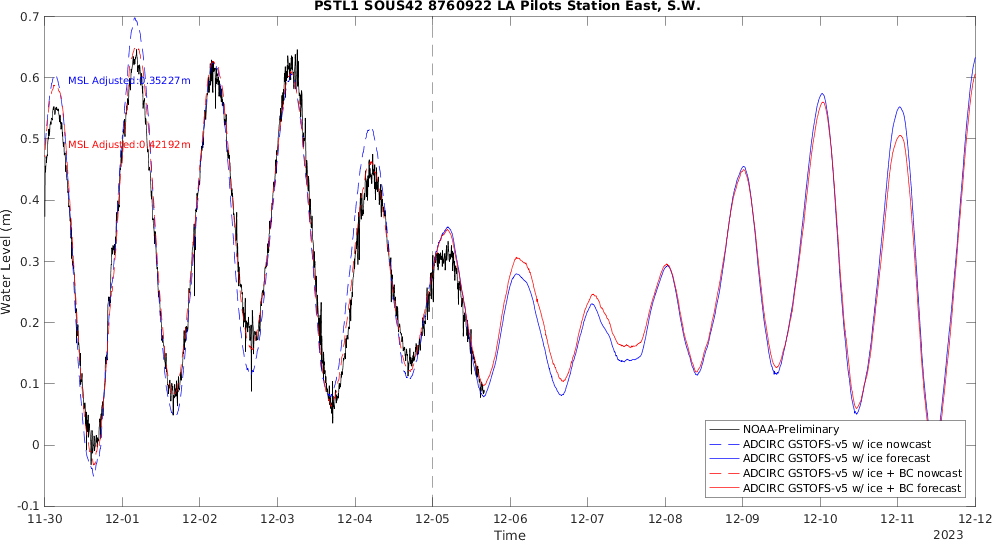 PSTL1 SOUS42 8760922 LA Pilots Station East, S.W.
0.7
0.6
0.5
0.4
0.3
0.2
0.1
0
-0.1
Water Level (m)
MSL Adjusted:0.35227m
MSL Adjusted:0.42192m
NOAA-Preliminary
ADCIRC GSTOFS-v5 w/ ice nowcast
ADCIRC GSTOFS-v5 w/ ice forecast
ADCIRC GSTOFS-v5 w/ ice + BC nowcast
ADCIRC GSTOFS-v5 w/ ice + BC forecast
11-30 12-01 12-02 12-03 12-04 12-05 12-06 12-07 12-08 12-09 12-10 12-11 12-12
Time
2023